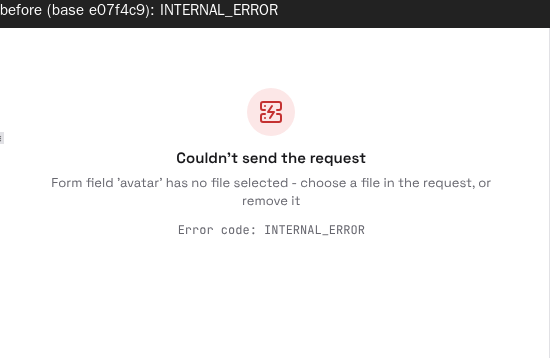 before (base e07f4c9): INTERNAL_ERROR
Couldn't send the request
Form field 'avatar' has no file selected - choose a file in the request, or
remove it
Error code: INTERNAL_ERROR